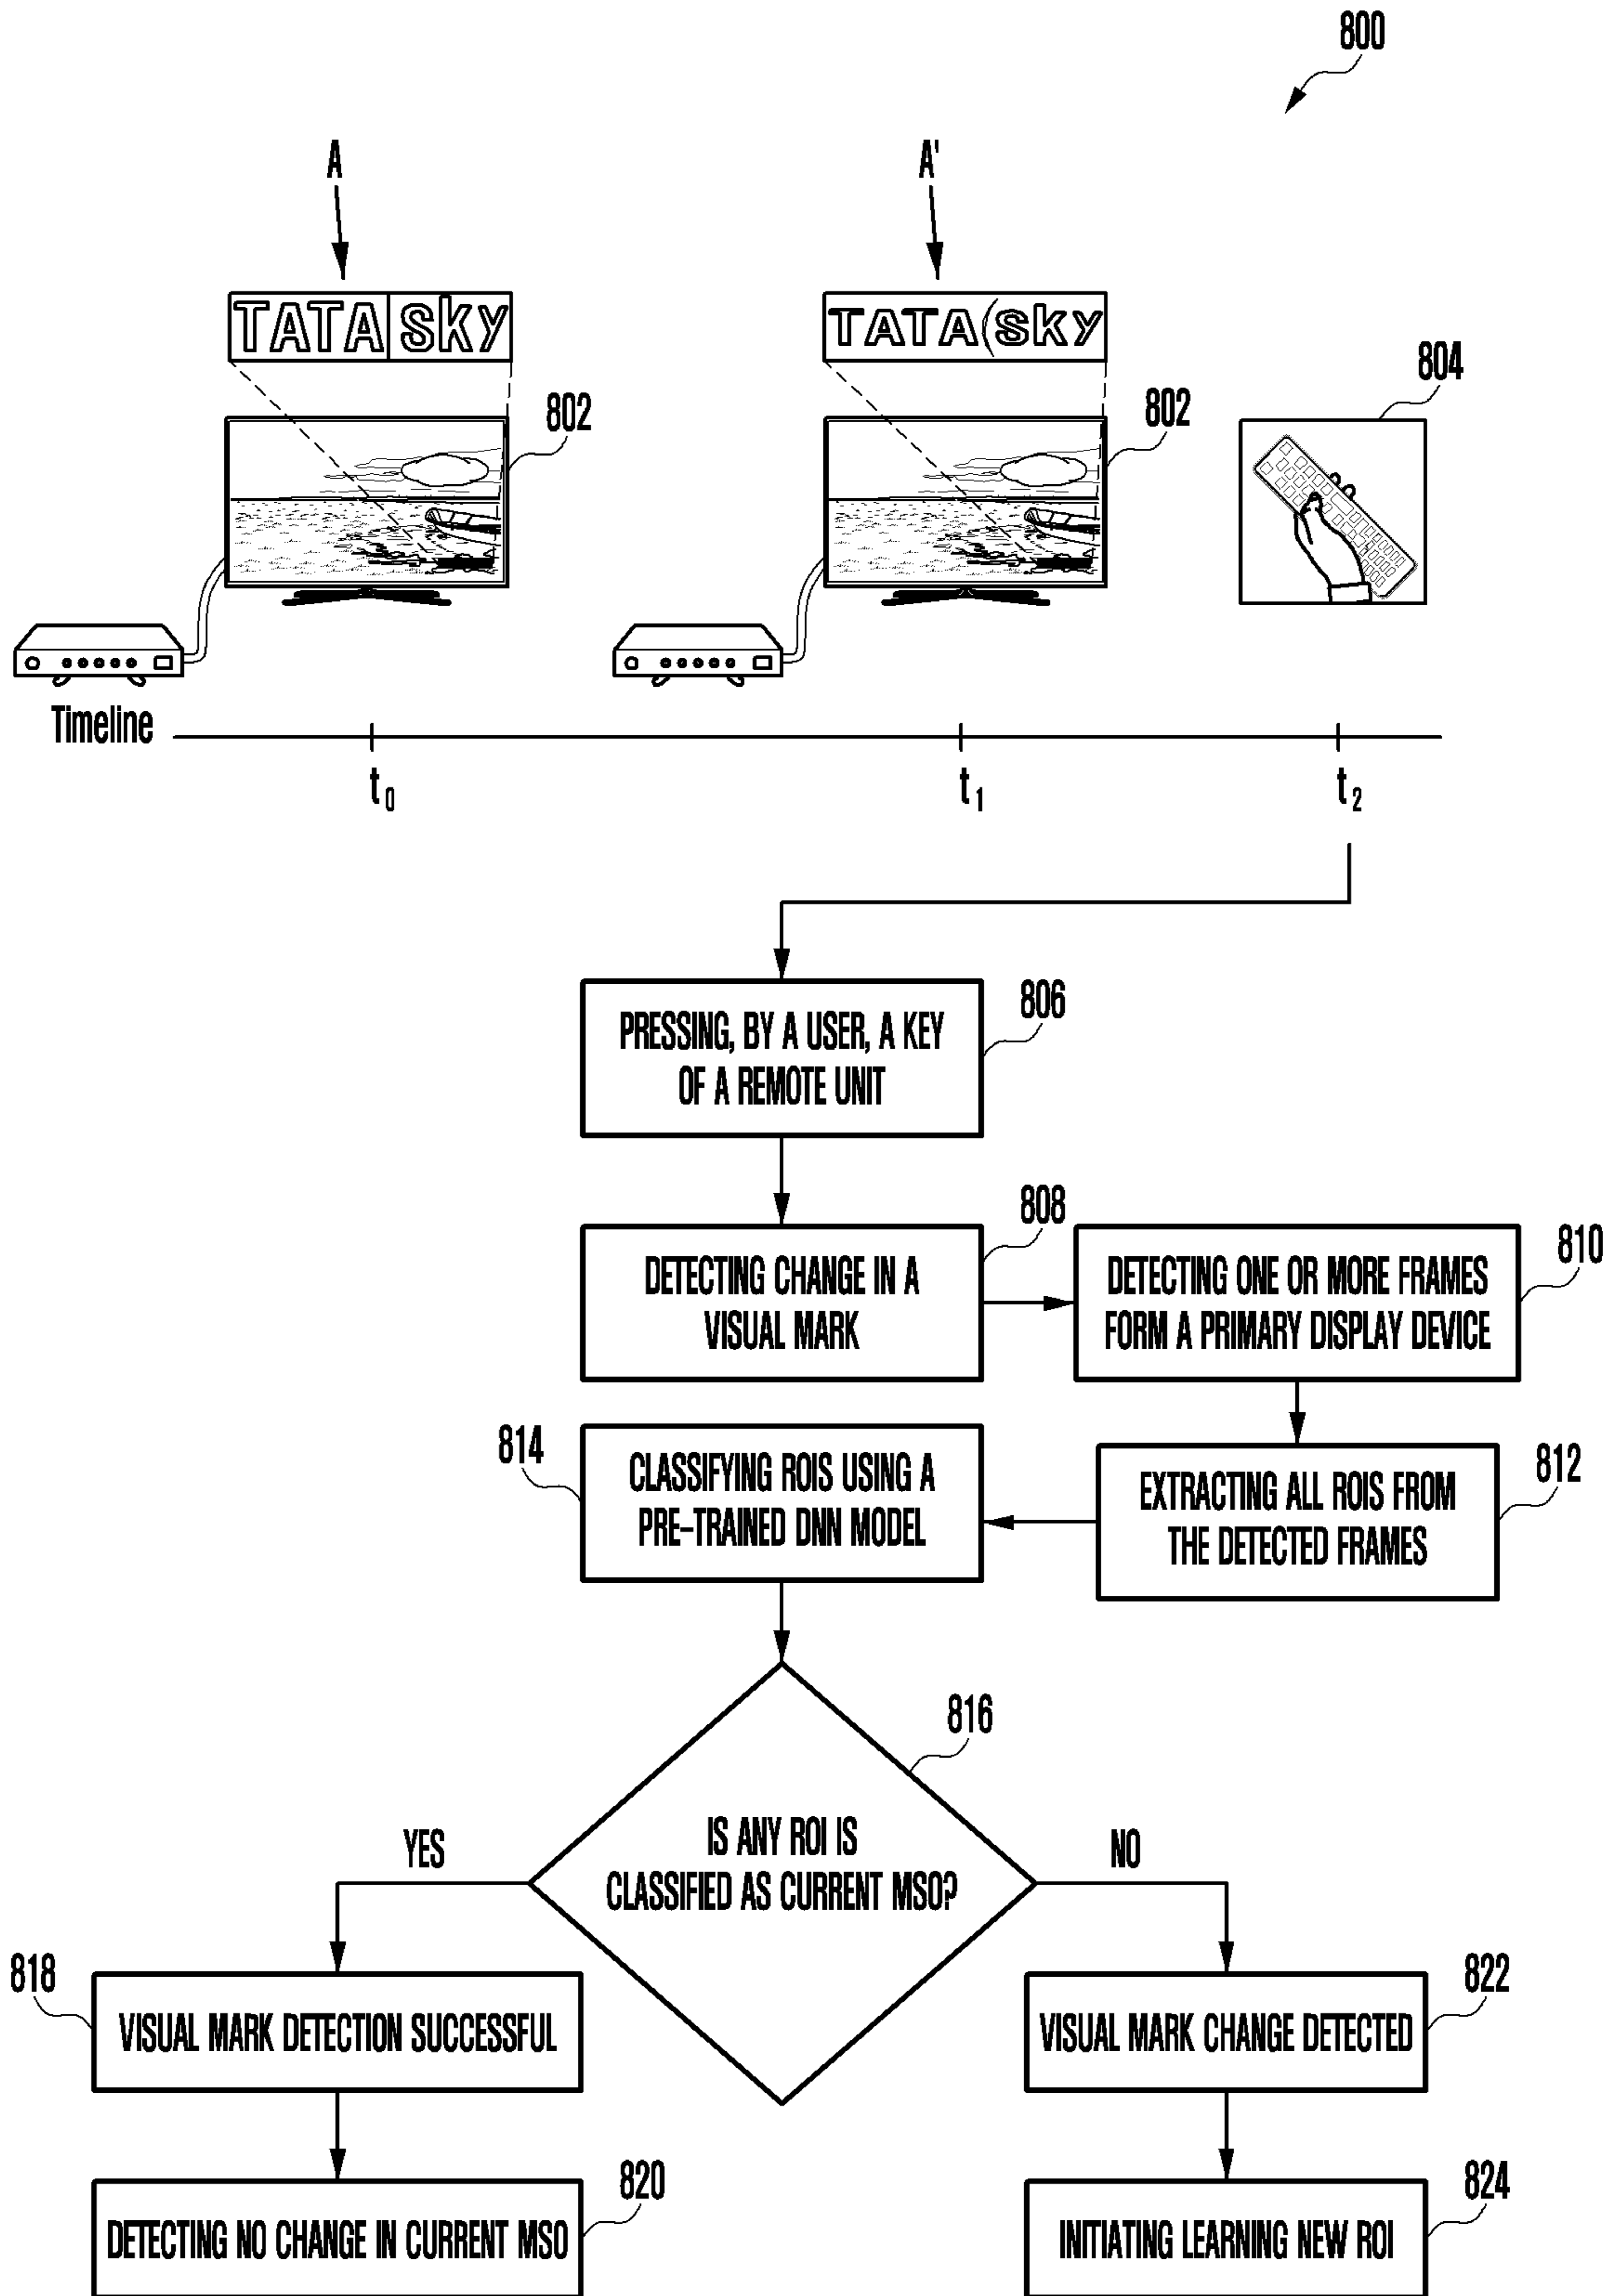 800
A
A'
TATA SKY
TATA (SKY
802
802
804
Timeline
t0
t1
t2
806
PRESSING, BY A USER, A KEY
OF A REMOTE UNIT
808
DETECTING CHANGE IN A
VISUAL MARK
810
DETECTING ONE OR MORE FRAMES
FORM A PRIMARY DISPLAY DEVICE
814
CLASSIFYING ROIS USING A
PRE-TRAINED DNN MODEL
812
EXTRACTING ALL ROIS FROM
THE DETECTED FRAMES
816
IS ANY ROI IS
CLASSIFIED AS CURRENT MSO?
YES
NO
818
VISUAL MARK DETECTION SUCCESSFUL
822
VISUAL MARK CHANGE DETECTED
820
DETECTING NO CHANGE IN CURRENT MSO
824
INITIATING LEARNING NEW ROI